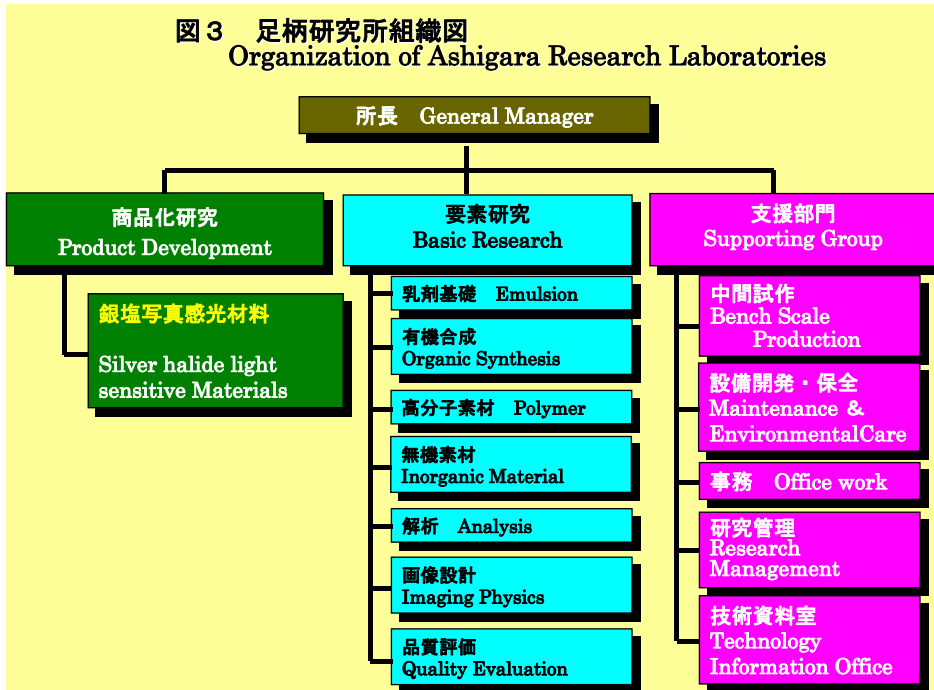 図３　足柄研究所組織図
Organization of Ashigara Research Laboratories
所長　General Manager
商品化研究
Product Development
銀塩写真感光材料
Silver halide light
sensitive Materials
要素研究
Basic Research
乳剤基礎　Emulsion
有機合成
Organic Synthesis
高分子素材　Polymer
無機素材
Inorganic Material
解析　Analysis
画像設計
Imaging Physics
品質評価
Quality Evaluation
支援部門
Supporting Group
中間試作
Bench Scale
Production
設備開発・保全
Maintenance ＆
EnvironmentalCare
事務　Office work
研究管理
Research
Management
技術資料室
Technology
Information Office